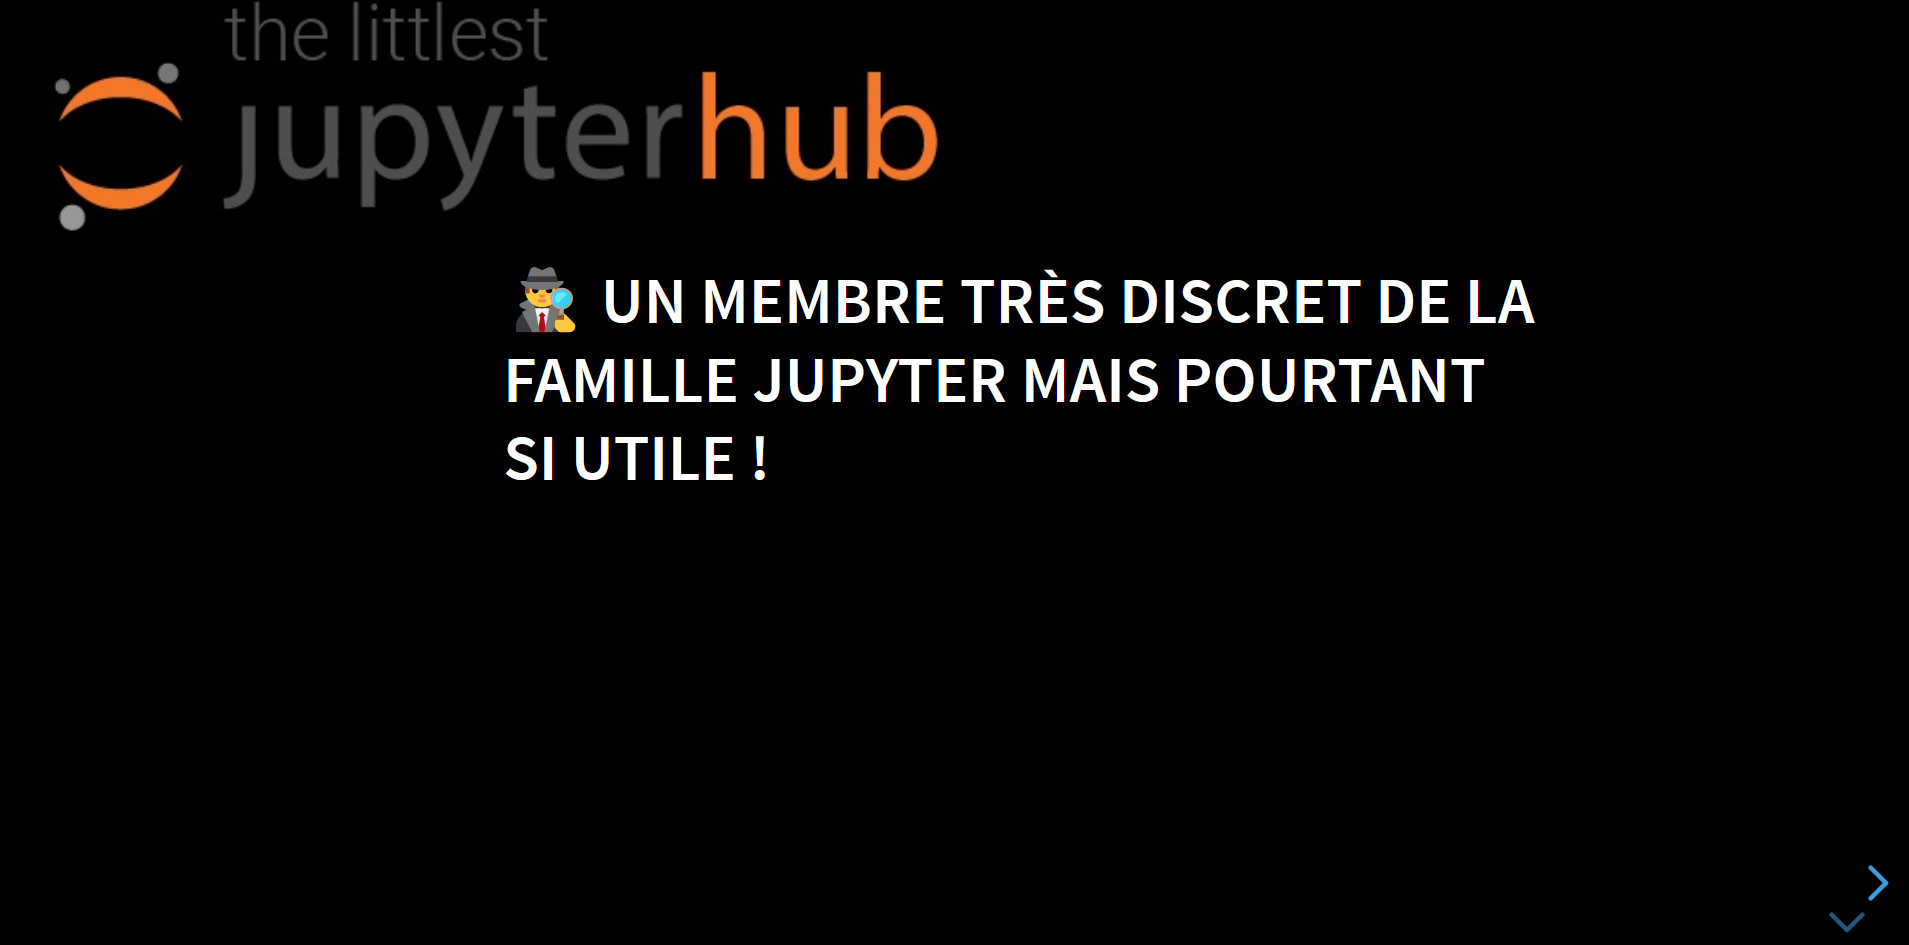 the littlest
jupyterhub
UN MEMBRE TRÈS DISCRET DE LA
FAMILLE JUPYTER MAIS POURTANT
SI UTILE !